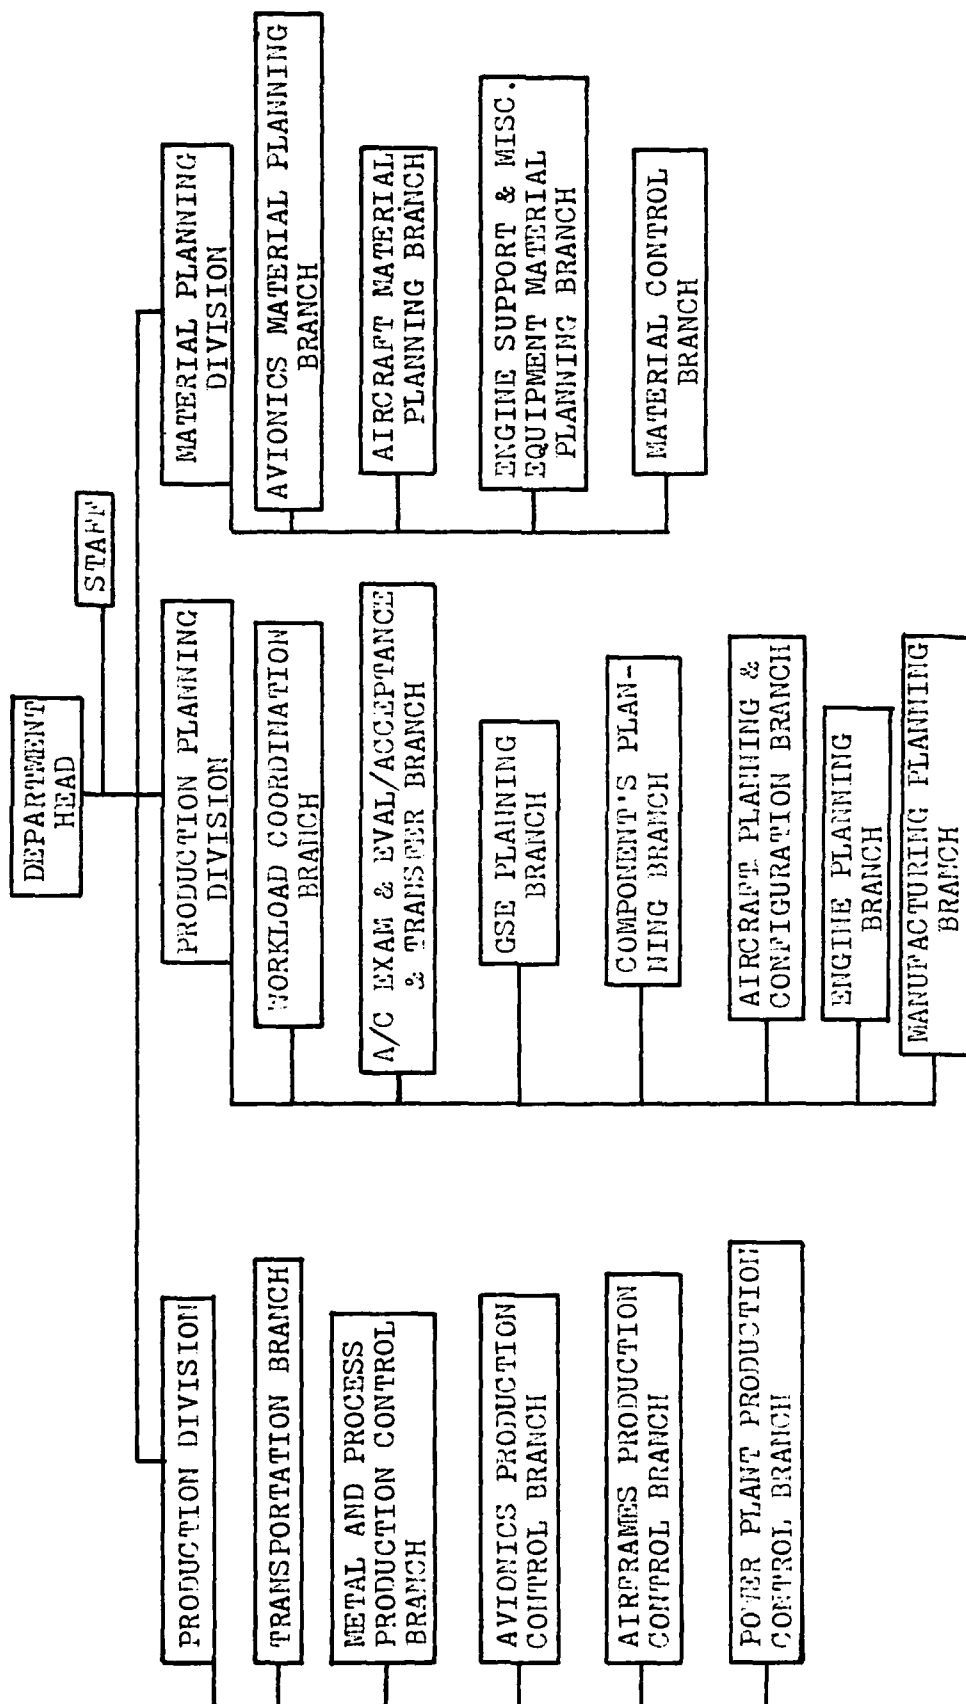 DEPARTMENT
HEAD
STAFF
PRODUCTION DIVISION
TRANSPORTATION BRANCH
METAL AND PROCESS
PRODUCTION CONTROL
BRANCH
AVIONICS PRODUCTION
CONTROL BRANCH
AIRFRAMES PRODUCTION
CONTROL BRANCH
POWER PLANT PRODUCTION
CONTROL BRANCH
PRODUCTION PLANNING
DIVISION
WORKLOAD COORDINATION
BRANCH
A/C EXAM & EVAL/ACCEPTANCE
& TRANSFER BRANCH
GSE PLANNING
BRANCH
COMPONENT'S PLAN-
NING BRANCH
AIRCRAFT PLANNING &
CONFIGURATION BRANCH
ENGINE PLANNING
BRANCH
MANUFACTURING PLANNING
BRANCH
MATERIAL PLANNING
DIVISION
AVIONICS MATERIAL PLANNING
BRANCH
AIRCRAFT MATERIAL
PLANNING BRANCH
ENGINE SUPPORT & MISC.
EQUIPMENT MATERIAL
PLANNING BRANCH
MATERIAL CONTROL
BRANCH